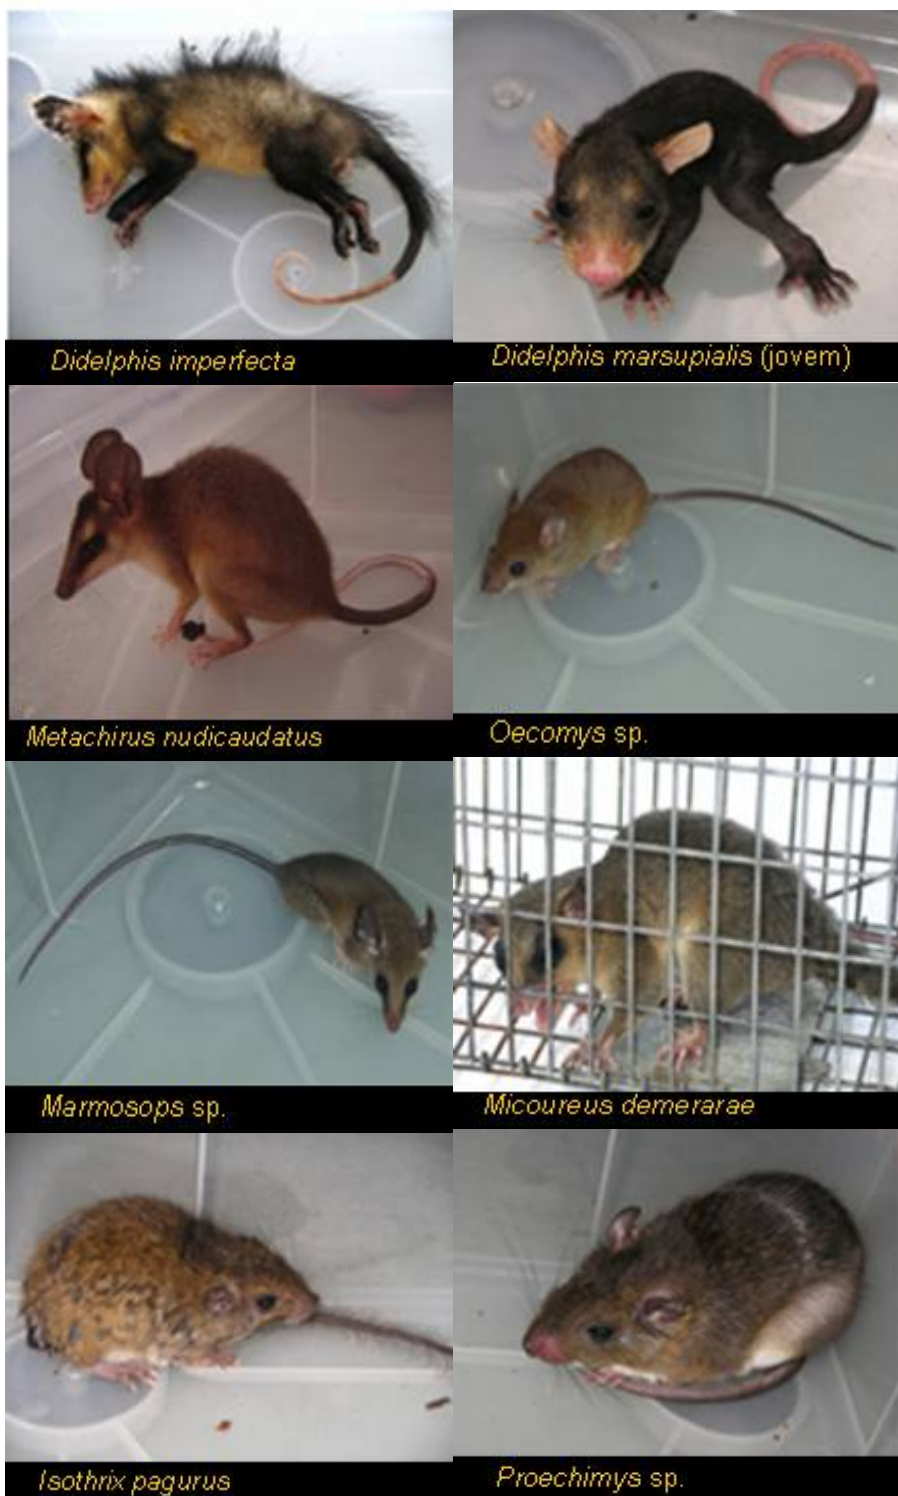 Didelphis imperfecta
Didelphis marsupialis (jovem)
Metachirus nudicaudatus
Oecomys sp.
Marmosops sp.
Micoureus demerarae
Isothrix pagurus
Proechimys sp.